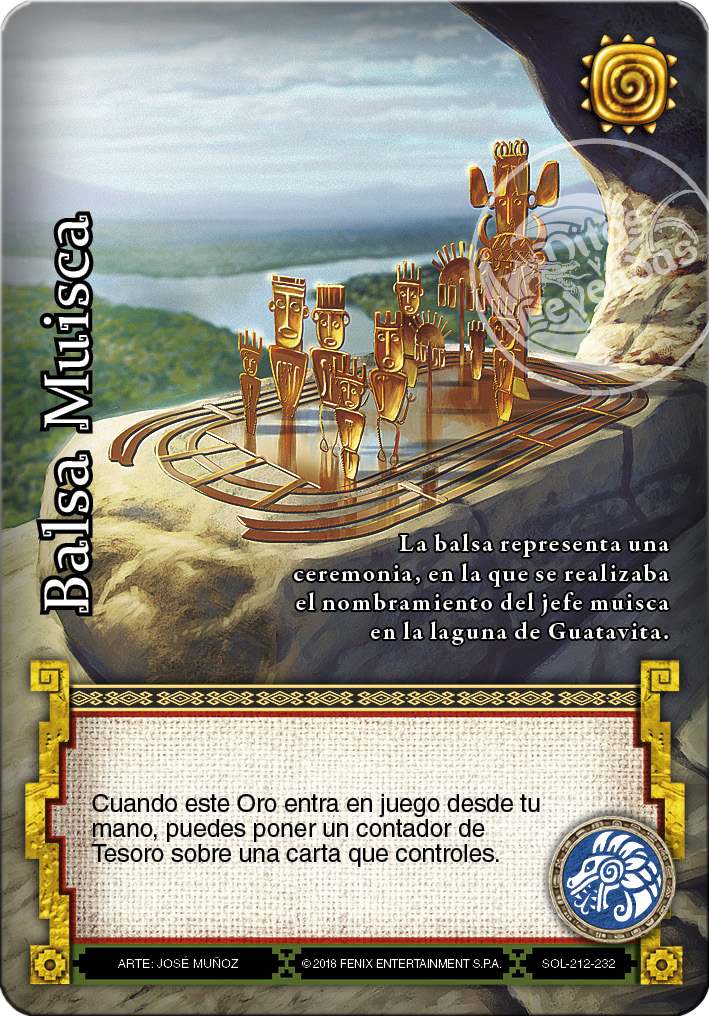 Mitos
y
Leyendas
Balsa Muisca
La balsa representa una
ceremonia, en la que se realizaba
el nombramiento del jefe muisca
en la laguna de Guatavita.
Cuando este Oro entra en juego desde tu
mano, puedes poner un contador de
Tesoro sobre una carta que controles.
ARTE: JOSÉ MUÑOZ
© 2018 FENIX ENTERTAINMENT S.P.A.
SOL-212-232